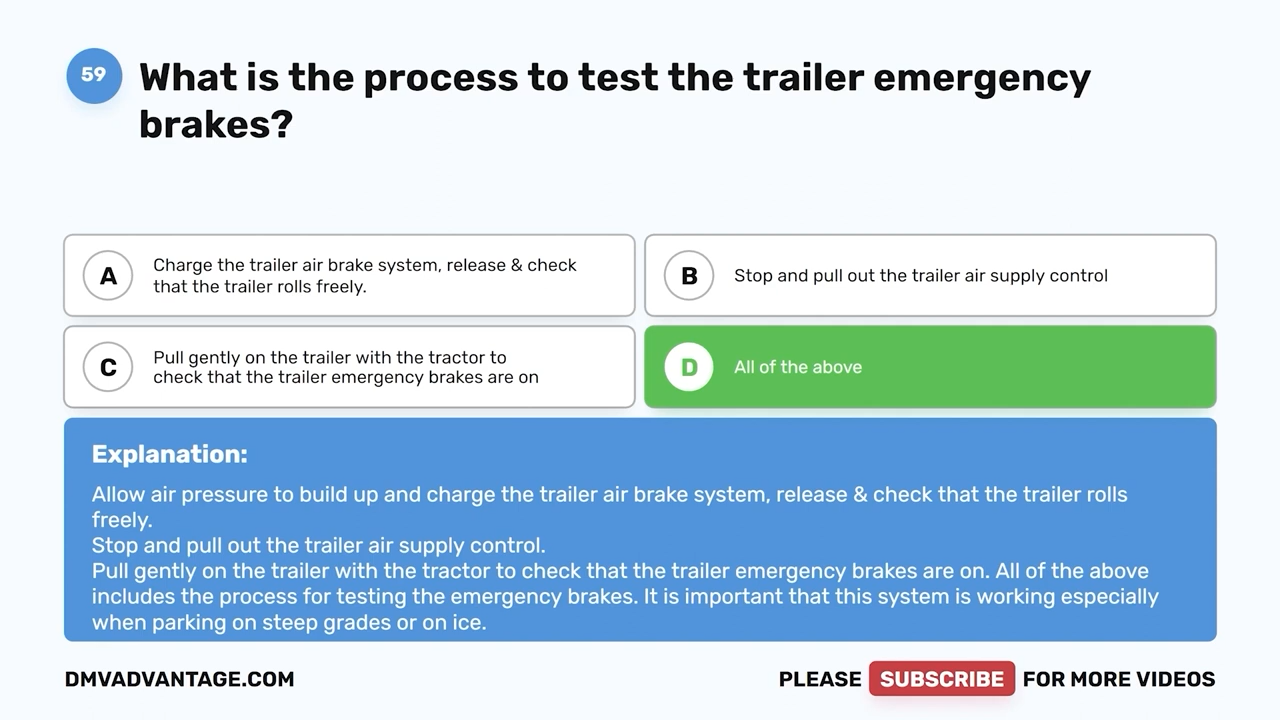 59
What is the process to test the trailer emergency
brakes?
A
Charge the trailer air brake system, release & check
that the trailer rolls freely.
B
Stop and pull out the trailer air supply control
C
Pull gently on the trailer with the tractor to
check that the trailer emergency brakes are on
D
All of the above
Explanation:
Allow air pressure to build up and charge the trailer air brake system, release & check that the trailer rolls
freely.
Stop and pull out the trailer air supply control.
Pull gently on the trailer with the tractor to check that the trailer emergency brakes are on. All of the above
includes the process for testing the emergency brakes. It is important that this system is working especially
when parking on steep grades or on ice.
DMVADVANTAGE.COM
PLEASE SUBSCRIBE FOR MORE VIDEOS